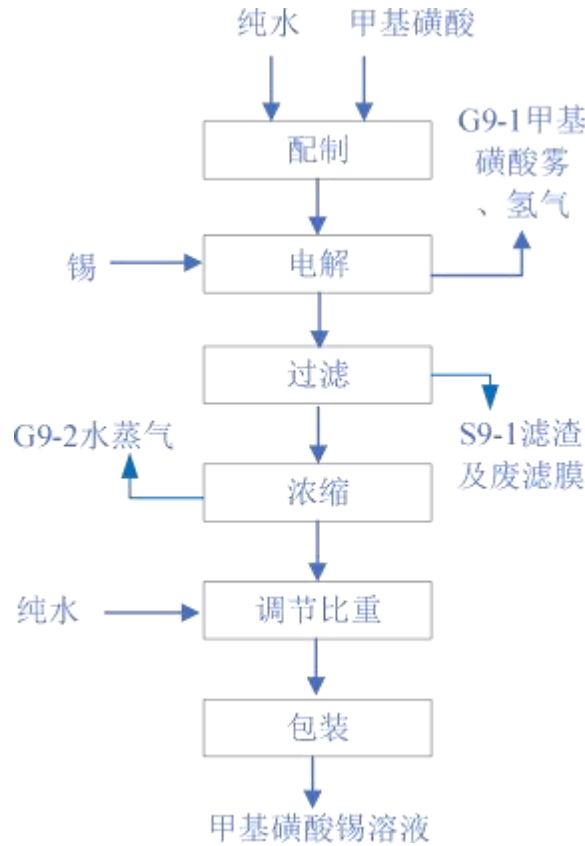 纯水 甲基磺酸
配制
G9-1甲基
磺酸雾
、氢气
锡
电解
过滤
G9-2水蒸气
S9-1滤渣
及废滤膜
浓缩
纯水
调节比重
包装
甲基磺酸锡溶液